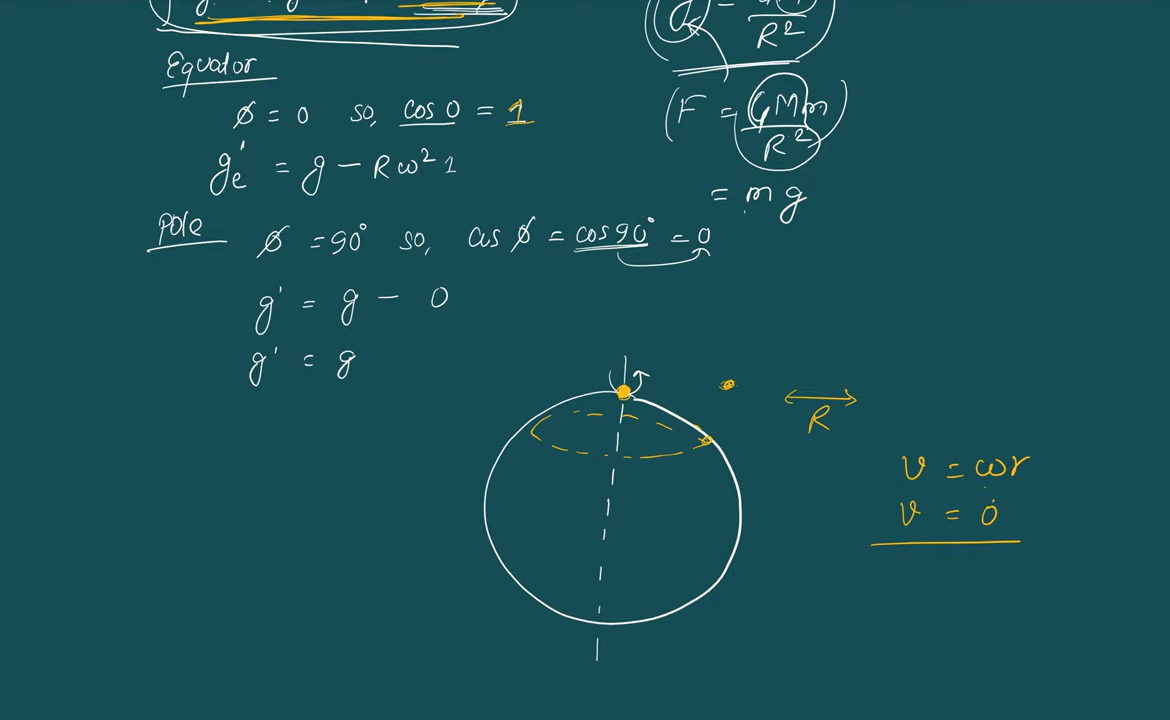 Equator
φ = 0 so, cos 0 = 1
g'e = g - Rω² 1
Pole φ = 90° so, cos φ = cos 90° = 0
g' = g - 0
g' = g
R²
F = GMm
R²
= mg
R
v = ωr
v = 0